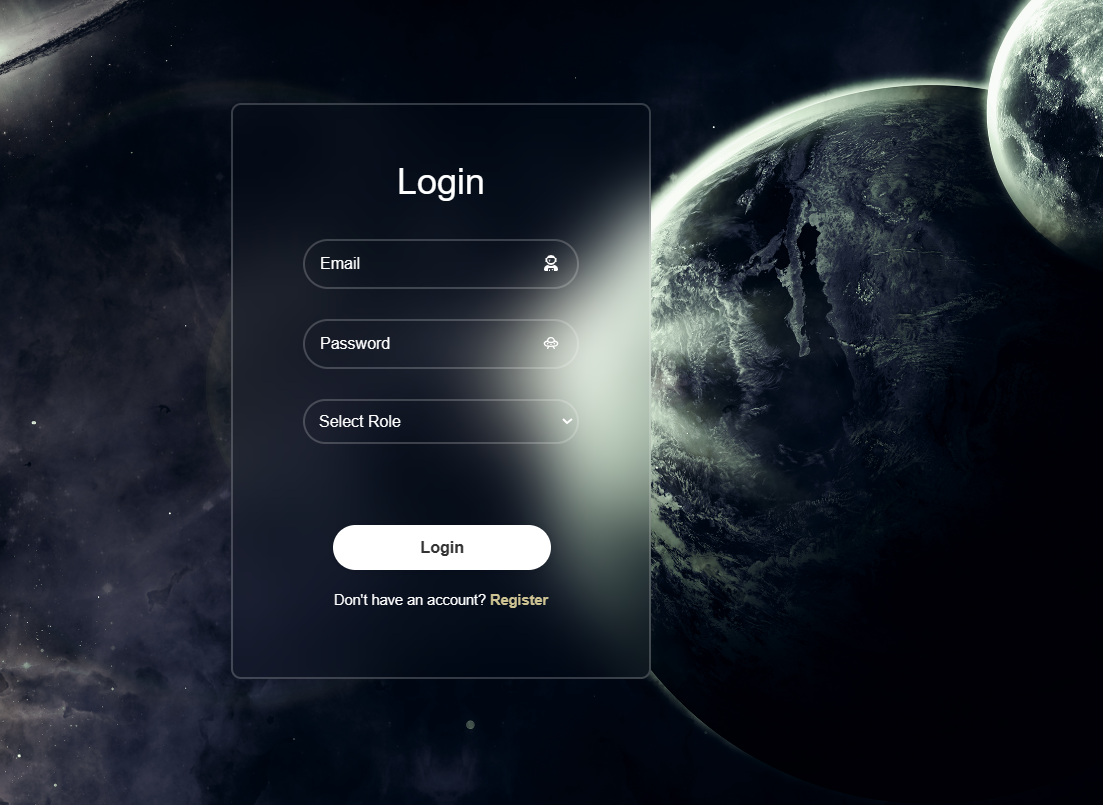 Login
Email
Password
Select Role
Login
Don't have an account? Register